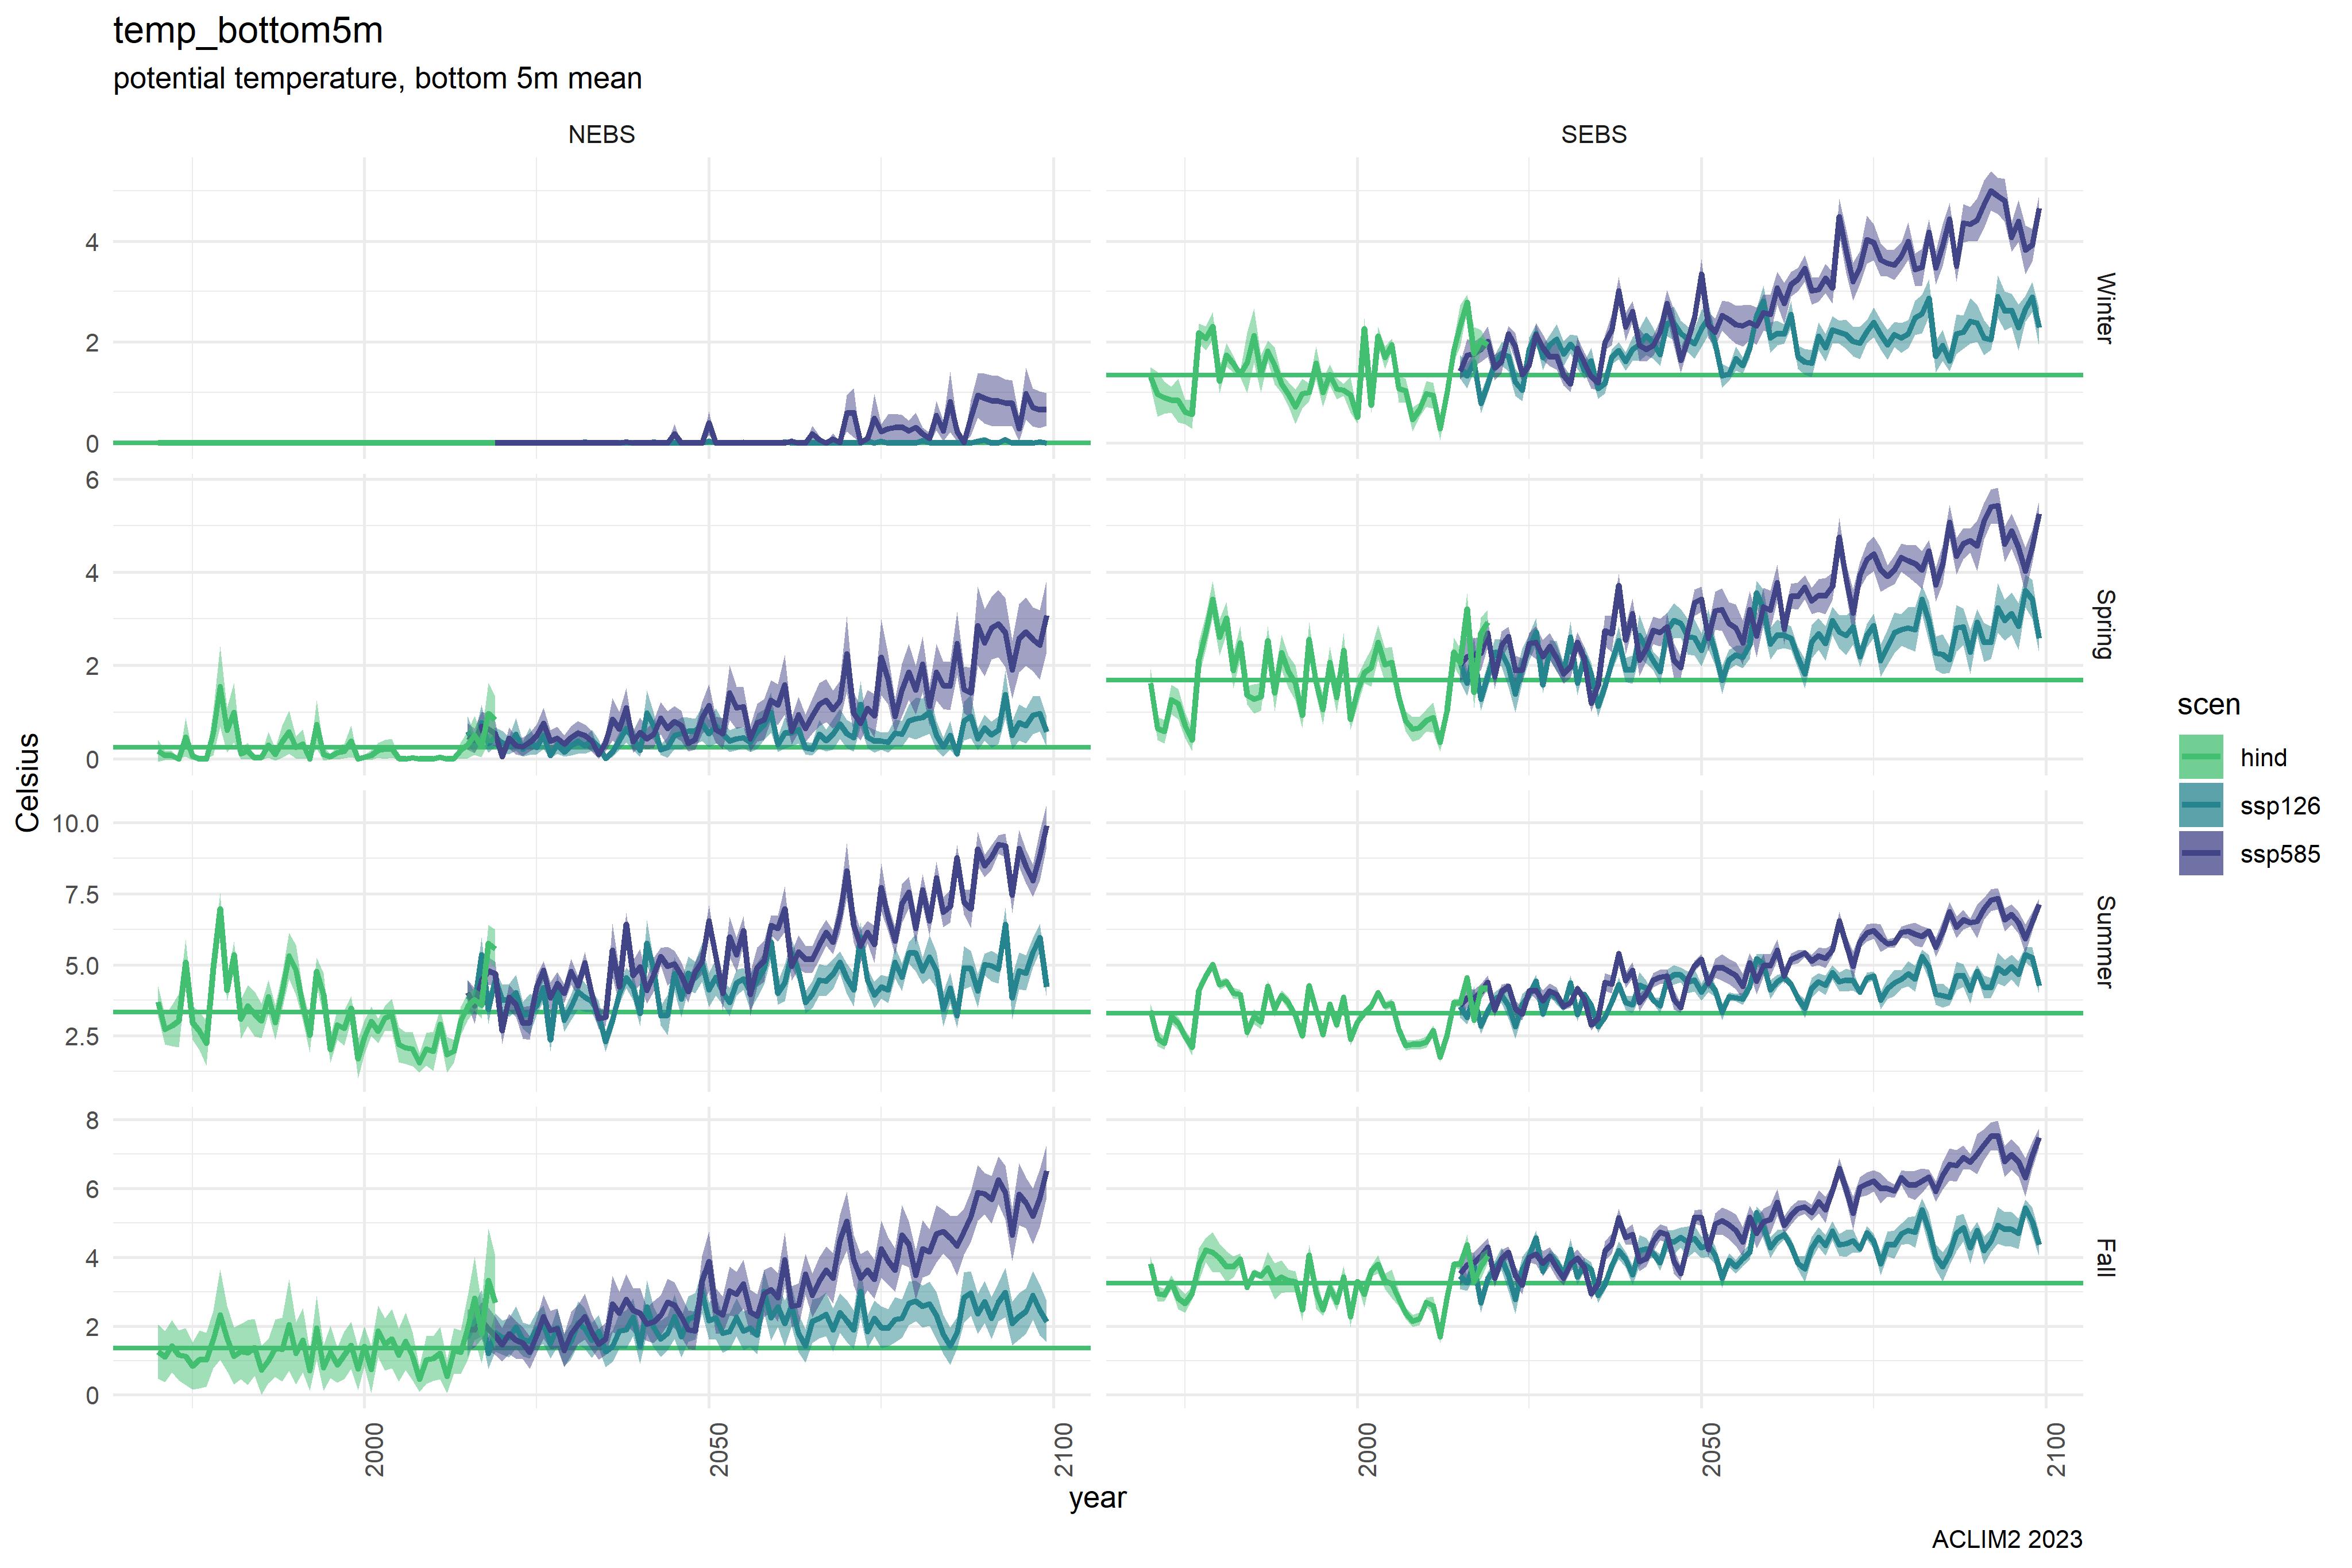 temp_bottom5m
potential temperature, bottom 5m mean
NEBS
SEBS
4
2
0
Winter
6
4
2
0
Spring
Celsius
10.0
7.5
5.0
2.5
Summer
8
6
4
2
0
Fall
2000
2050
2100
2000
2050
2100
year
scen
hind
ssp126
ssp585
ACLIM2 2023